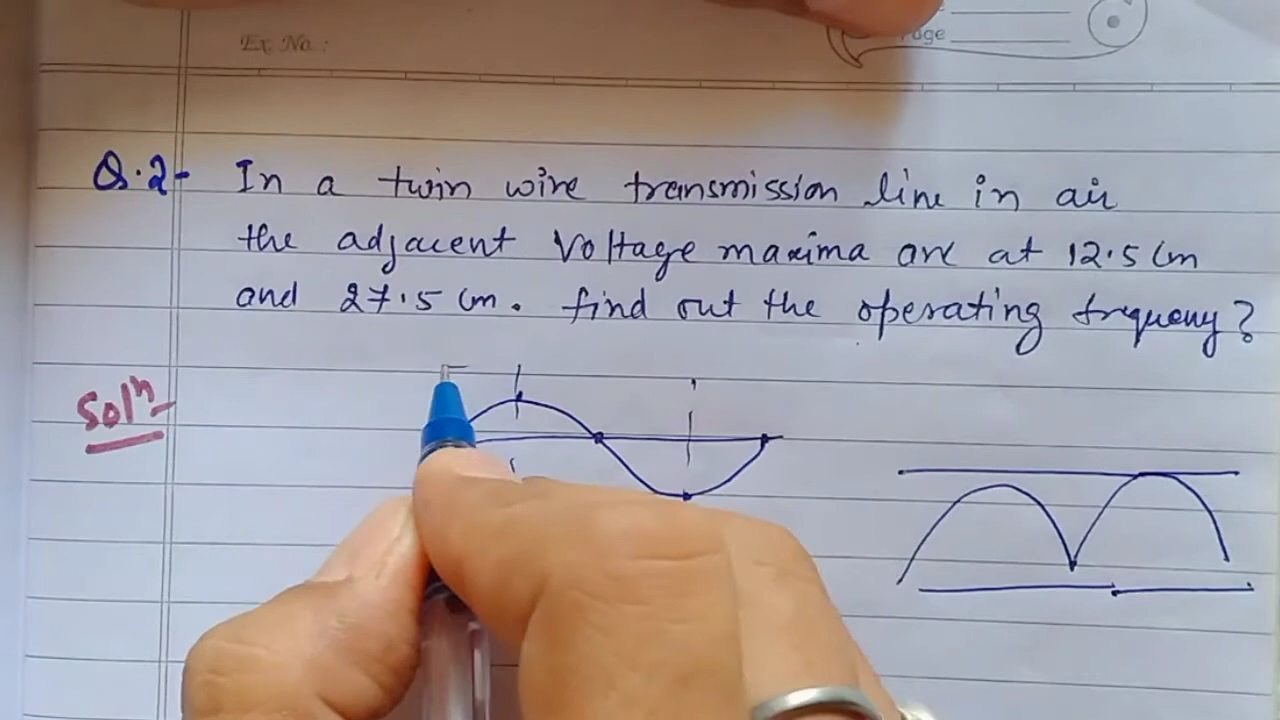 Ex. No. :
Page
Q.2- In a twin wire transmission line in air
the adjacent Voltage maxima are at 12.5 cm
and 27.5 cm. find out the operating frequency?
Solⁿ-